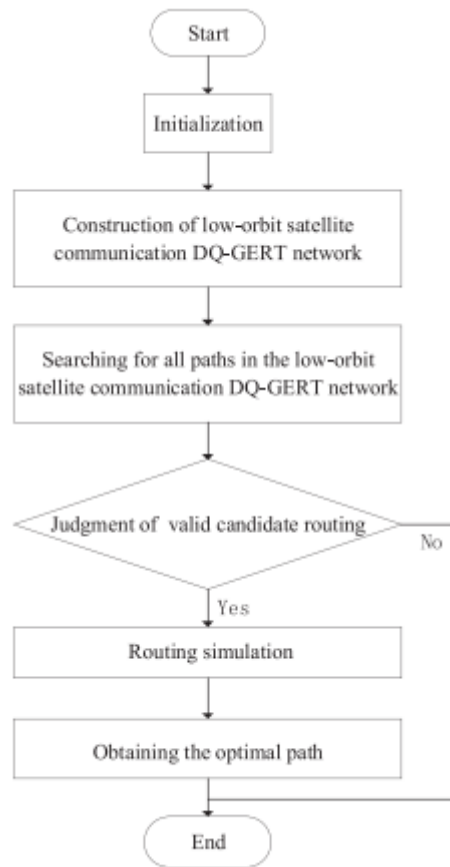 Start
Initialization
Construction of low-orbit satellite
communication DQ-GERT network
Searching for all paths in the low-orbit
satellite communication DQ-GERT network
Judgment of valid candidate routing
No
Yes
Routing simulation
Obtaining the optimal path
End